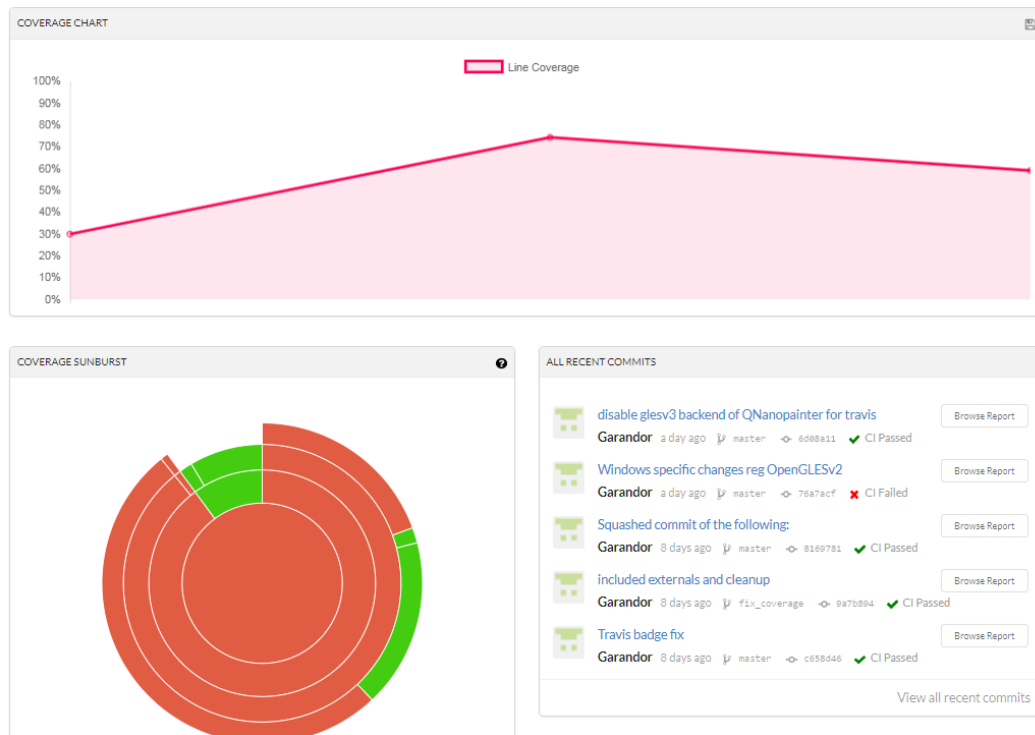 COVERAGE CHART
Line Coverage
100%
90%
80%
70%
60%
50%
40%
30%
20%
10%
0%
COVERAGE SUNBURST
ALL RECENT COMMITS
disable glesv3 backend of QNanopainter for travis
Browse Report
Garandor a day ago master 6d08a11 CI Passed
Windows specific changes reg OpenGLESv2
Browse Report
Garandor a day ago master 76a7acf CI Failed
Squashed commit of the following:
Browse Report
Garandor 8 days ago master 8169781 CI Passed
included externals and cleanup
Browse Report
Garandor 8 days ago fix_coverage 9a7b894 CI Passed
Travis badge fix
Browse Report
Garandor 8 days ago master c658d46 CI Passed
View all recent commits